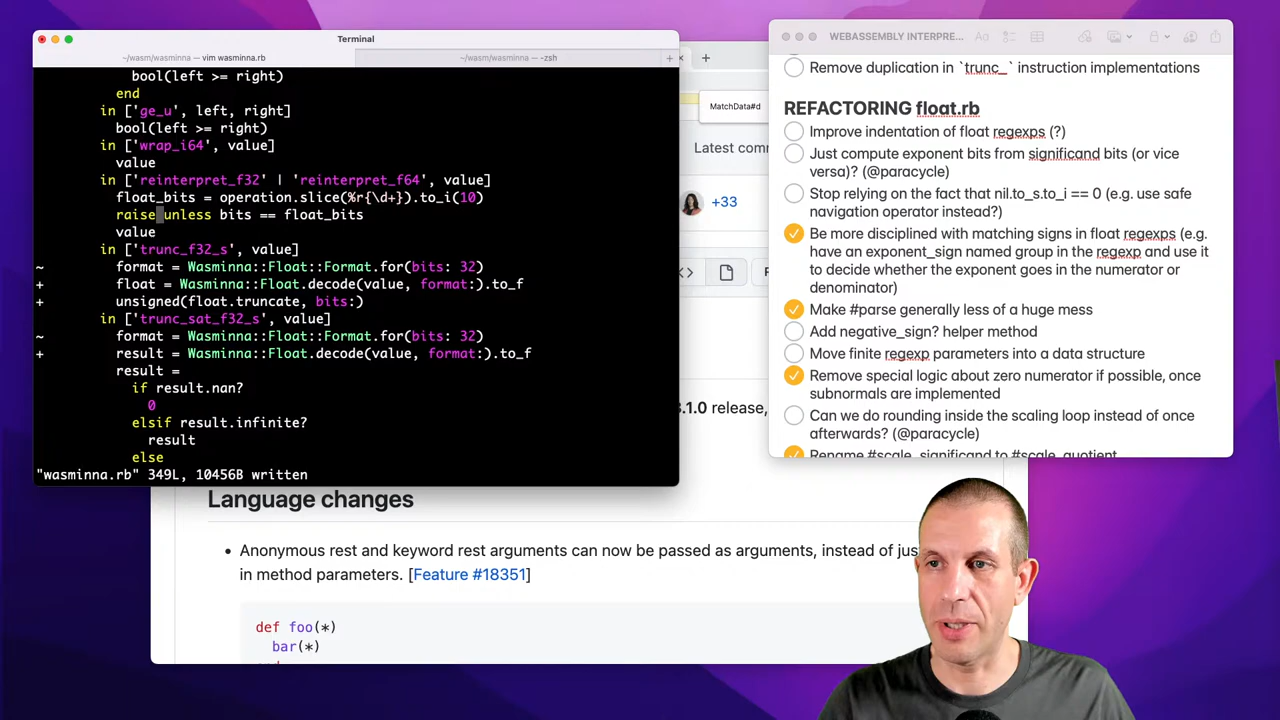 Terminal
~/wasm/wasminna — vim wasminna.rb
~/wasm/wasminna — -zsh
+
bool(left >= right)
end
in ['ge_u', left, right]
bool(left >= right)
in ['wrap_i64', value]
value
in ['reinterpret_f32' | 'reinterpret_f64', value]
float_bits = operation.slice(%r{\d+}).to_i(10)
raise unless bits == float_bits
value
in ['trunc_f32_s', value]
~ format = Wasminna::Float::Format.for(bits: 32)
+ float = Wasminna::Float.decode(value, format:).to_f
+ unsigned(float.truncate, bits:)
in ['trunc_sat_f32_s', value]
~ format = Wasminna::Float::Format.for(bits: 32)
+ result = Wasminna::Float.decode(value, format:).to_f
result =
if result.nan?
0
elsif result.infinite?
result
else
"wasminna.rb" 349L, 10456B written
+
MatchData#d
Latest comm
+33
3.1.0 release,
Language changes
• Anonymous rest and keyword rest arguments can now be passed as arguments, instead of jus
in method parameters. [Feature #18351]
def foo(*)
bar(*)
WEBASSEMBLY INTERPRE...
Aa
Remove duplication in `trunc_` instruction implementations
REFACTORING float.rb
Improve indentation of float regexps (?)
Just compute exponent bits from significand bits (or vice
versa)? (@paracycle)
Stop relying on the fact that nil.to_s.to_i == 0 (e.g. use safe
navigation operator instead?)
Be more disciplined with matching signs in float regexps (e.g.
have an exponent_sign named group in the regexp and use it
to decide whether the exponent goes in the numerator or
denominator)
Make #parse generally less of a huge mess
Add negative_sign? helper method
Move finite regexp parameters into a data structure
Remove special logic about zero numerator if possible, once
subnormals are implemented
Can we do rounding inside the scaling loop instead of once
afterwards? (@paracycle)
Rename #scale_significand to #scale_quotient